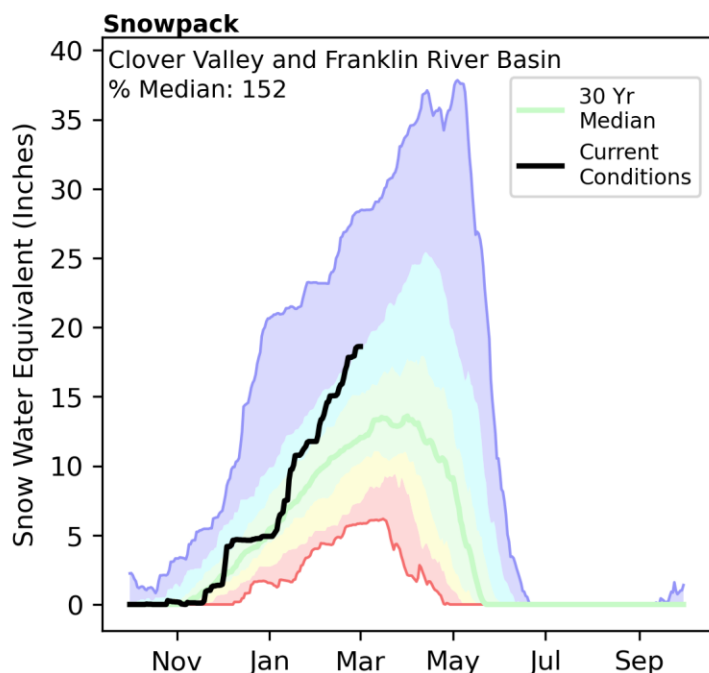 Snowpack
Clover Valley and Franklin River Basin
% Median: 152
30 Yr
Median
Current
Conditions
Snow Water Equivalent (Inches)
40
35
30
25
20
15
10
5
0
Nov Jan Mar May Jul Sep